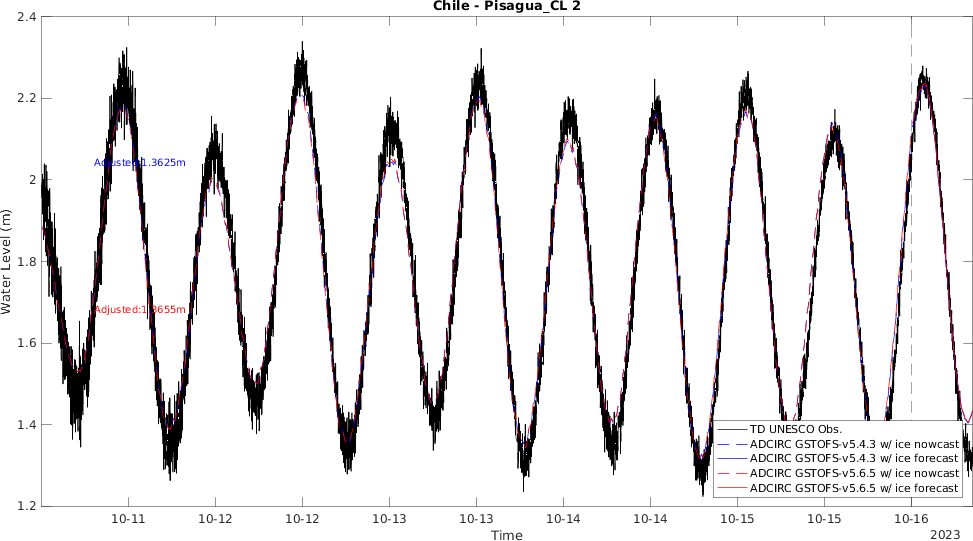 Chile - Pisagua_CL 2
2.4
2.2
2
1.8
1.6
1.4
1.2
Water Level (m)
Adjusted:1.3625m
Adjusted:1.3655m
TD UNESCO Obs.
ADCIRC GSTOFS-v5.4.3 w/ ice nowcast
ADCIRC GSTOFS-v5.4.3 w/ ice forecast
ADCIRC GSTOFS-v5.6.5 w/ ice nowcast
ADCIRC GSTOFS-v5.6.5 w/ ice forecast
10-11 10-12 10-12 10-13 10-13 10-14 10-14 10-15 10-15 10-16
Time
2023